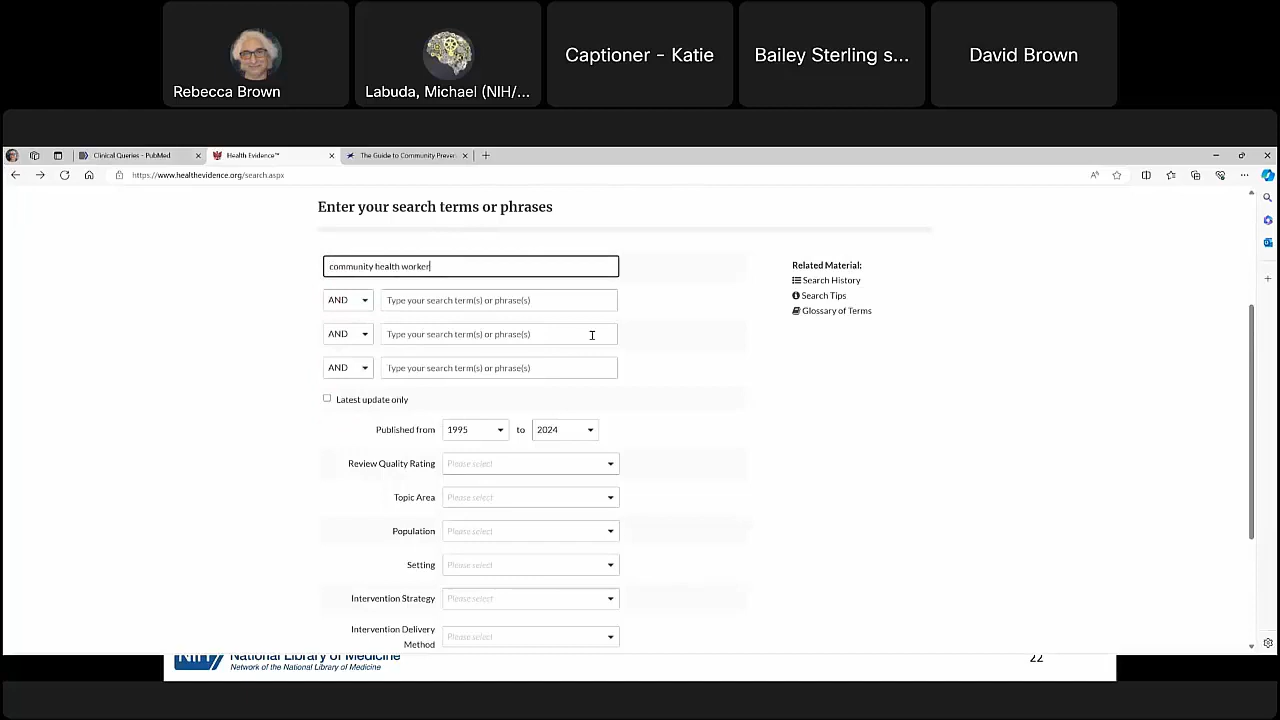 Rebecca Brown
Labuda, Michael (NIH/...
Captioner - Katie
Bailey Sterling s...
David Brown
Clinical Queries - PubMed
Health Evidence™
The Guide to Community Preven
https://www.healthevidence.org/search.aspx
Enter your search terms or phrases
community health worker
AND Type your search term(s) or phrase(s)
AND Type your search term(s) or phrase(s)
AND Type your search term(s) or phrase(s)
Latest update only
Published from 1995 to 2024
Review Quality Rating Please select
Topic Area Please select
Population Please select
Setting Please select
Intervention Strategy Please select
Intervention Delivery
Method Please select
Related Material:
Search History
Search Tips
Glossary of Terms
NIH National Library of Medicine
Network of the National Library of Medicine
22